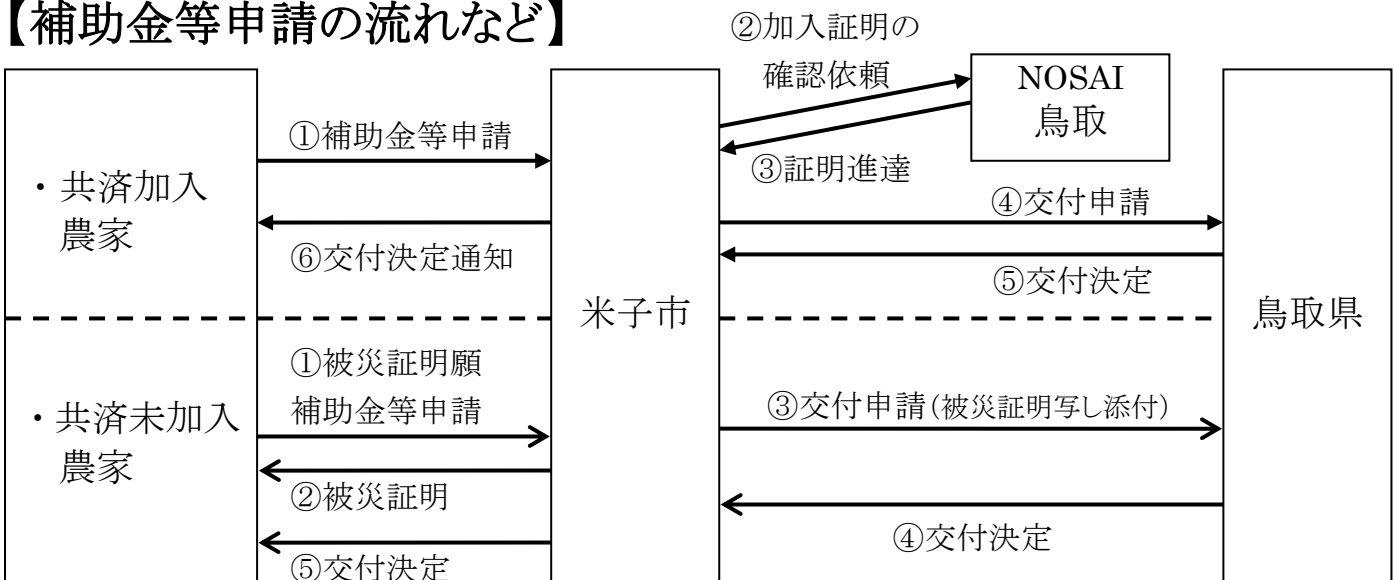 【補助金等申請の流れなど】
②加入証明の
確認依頼
NOSAI
鳥取
①補助金等申請
③証明進達
・共済加入
農家
④交付申請
⑥交付決定通知
⑤交付決定
米子市
鳥取県
①被災証明願
補助金等申請
③交付申請(被災証明写し添付)
・共済未加入
農家
②被災証明
④交付決定
⑤交付決定